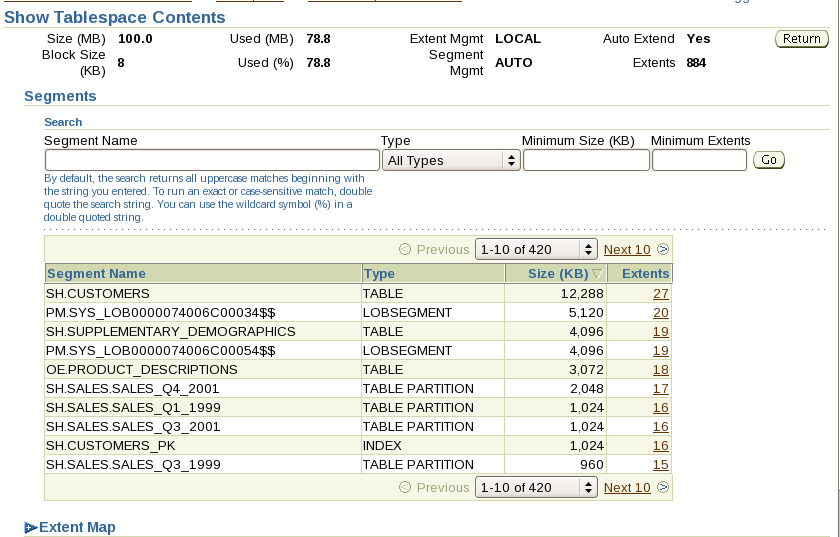 Show Tablespace Contents
Size (MB) 100.0 Used (MB) 78.8 Extent Mgmt LOCAL Auto Extend Yes Return
Block Size (KB) 8 Used (%) 78.8 Segment Mgmt AUTO Extents 884
Segments
Search
Segment Name Type Minimum Size (KB) Minimum Extents
All Types Go
By default, the search returns all uppercase matches beginning with
the string you entered. To run an exact or case-sensitive match, double
quote the search string. You can use the wildcard symbol (%) in a
double quoted string.
Previous 1-10 of 420 Next 10
Segment Name Type Size (KB) Extents
SH.CUSTOMERS TABLE 12,288 27
PM.SYS_LOB0000074006C00034$$ LOBSEGMENT 5,120 20
SH.SUPPLEMENTARY_DEMOGRAPHICS TABLE 4,096 19
PM.SYS_LOB0000074006C00054$$ LOBSEGMENT 4,096 19
OE.PRODUCT_DESCRIPTIONS TABLE 3,072 18
SH.SALES.SALES_Q4_2001 TABLE PARTITION 2,048 17
SH.SALES.SALES_Q1_1999 TABLE PARTITION 1,024 16
SH.SALES.SALES_Q3_2001 TABLE PARTITION 1,024 16
SH.CUSTOMERS_PK INDEX 1,024 16
SH.SALES.SALES_Q3_1999 TABLE PARTITION 960 15
Previous 1-10 of 420 Next 10
Extent Map